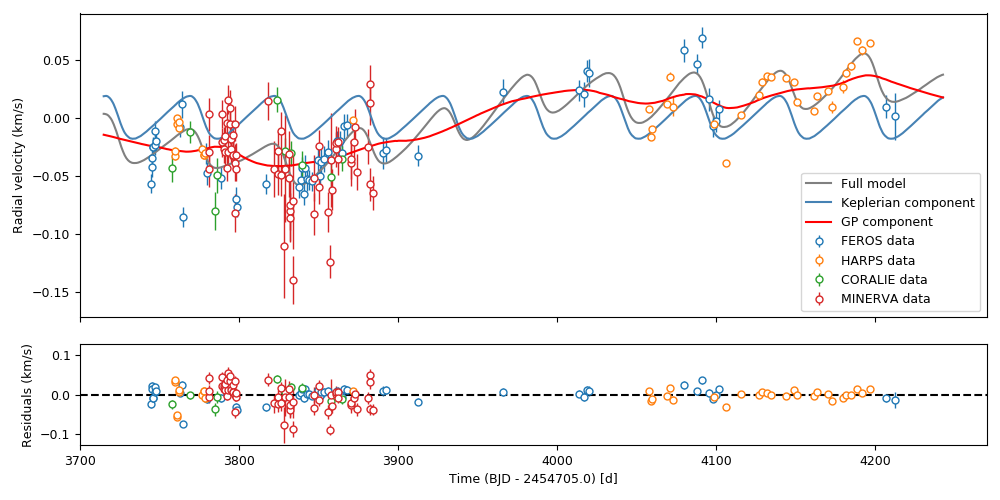 0.05
0.00
−0.05
−0.10
−0.15
Radial velocity (km/s)
Full model
Keplerian component
GP component
FEROS data
HARPS data
CORALIE data
MINERVA data
0.1
0.0
−0.1
Residuals (km/s)
3700 3800 3900 4000 4100 4200
Time (BJD - 2454705.0) [d]